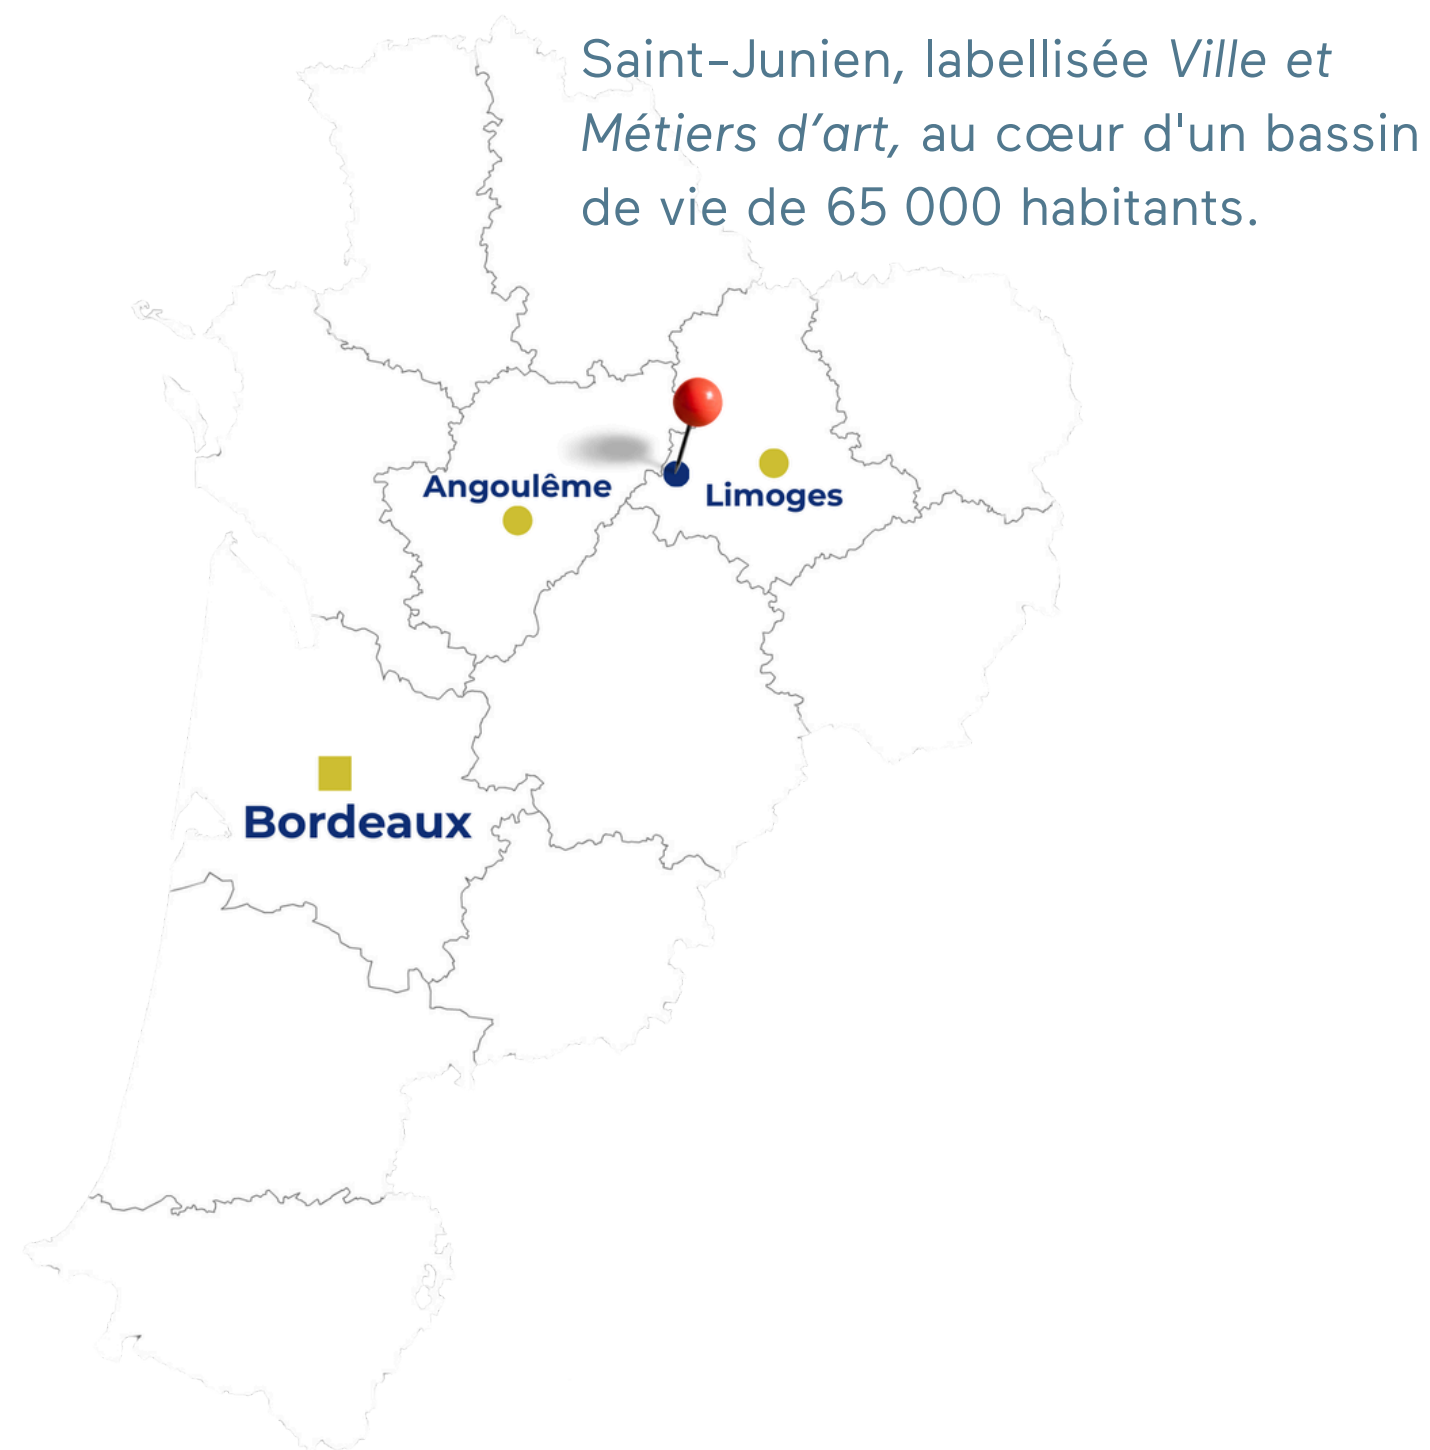 Saint-Junien, labellisée Ville et
Métiers d’art, au cœur d'un bassin
de vie de 65 000 habitants.
Angoulême
Limoges
Bordeaux